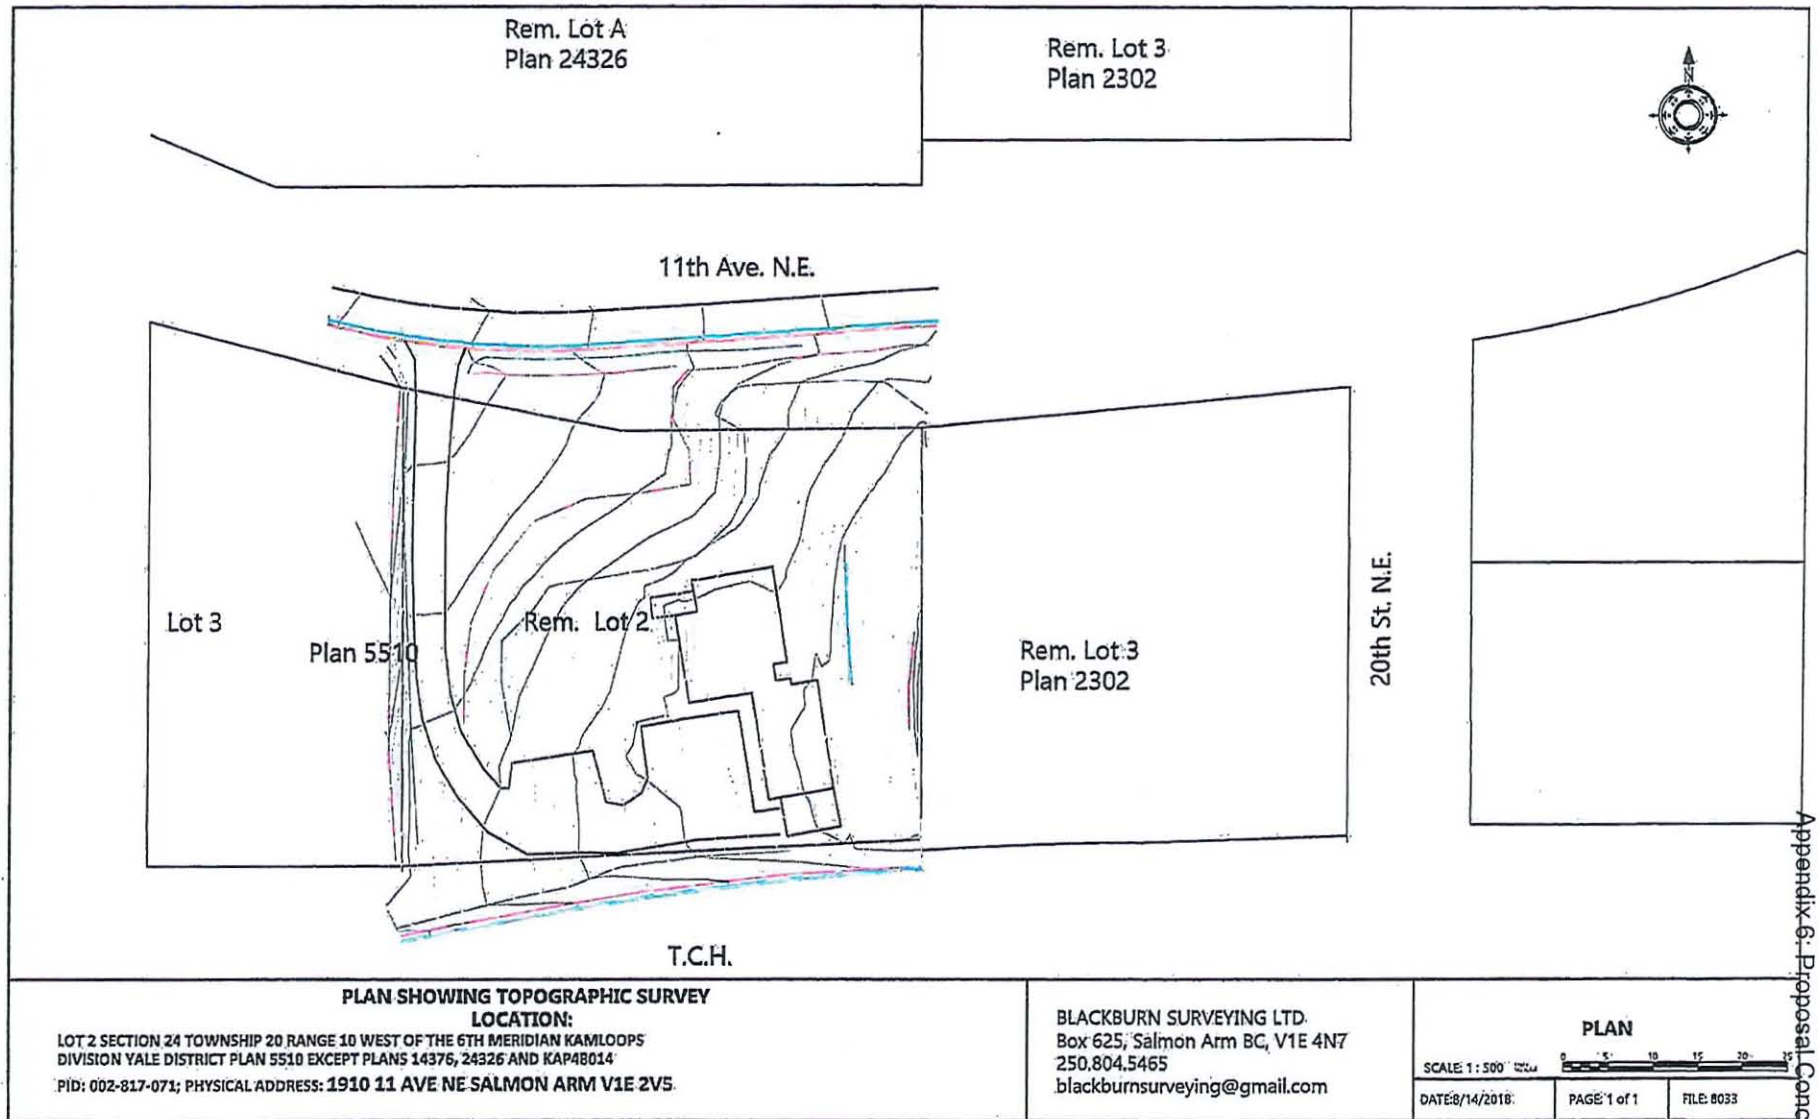 Rem. Lot A
Plan 24326
Rem. Lot 3
Plan 2302
N
11th Ave. N.E.
Lot 3
Plan 5510
Rem. Lot 2
Rem. Lot 3
Plan 2302
20th St. N.E.
T.C.H.
PLAN SHOWING TOPOGRAPHIC SURVEY
LOCATION:
LOT 2 SECTION 24 TOWNSHIP 20 RANGE 10 WEST OF THE 6TH MERIDIAN KAMLOOPS
DIVISION YALE DISTRICT PLAN 5510 EXCEPT PLANS 14376, 24326 AND KAP48014
PID: 002-817-071; PHYSICAL ADDRESS: 1910 11 AVE NE SALMON ARM V1E 2V5
BLACKBURN SURVEYING LTD.
Box 625, Salmon Arm BC, V1E 4N7
250.804.5465
blackburnsurveying@gmail.com
PLAN
SCALE 1 : 500
0 5 10 15 20 25
DATE:8/14/2018
PAGE 1 of 1
FILE: 8033
Appendix 6: Proposal Conc